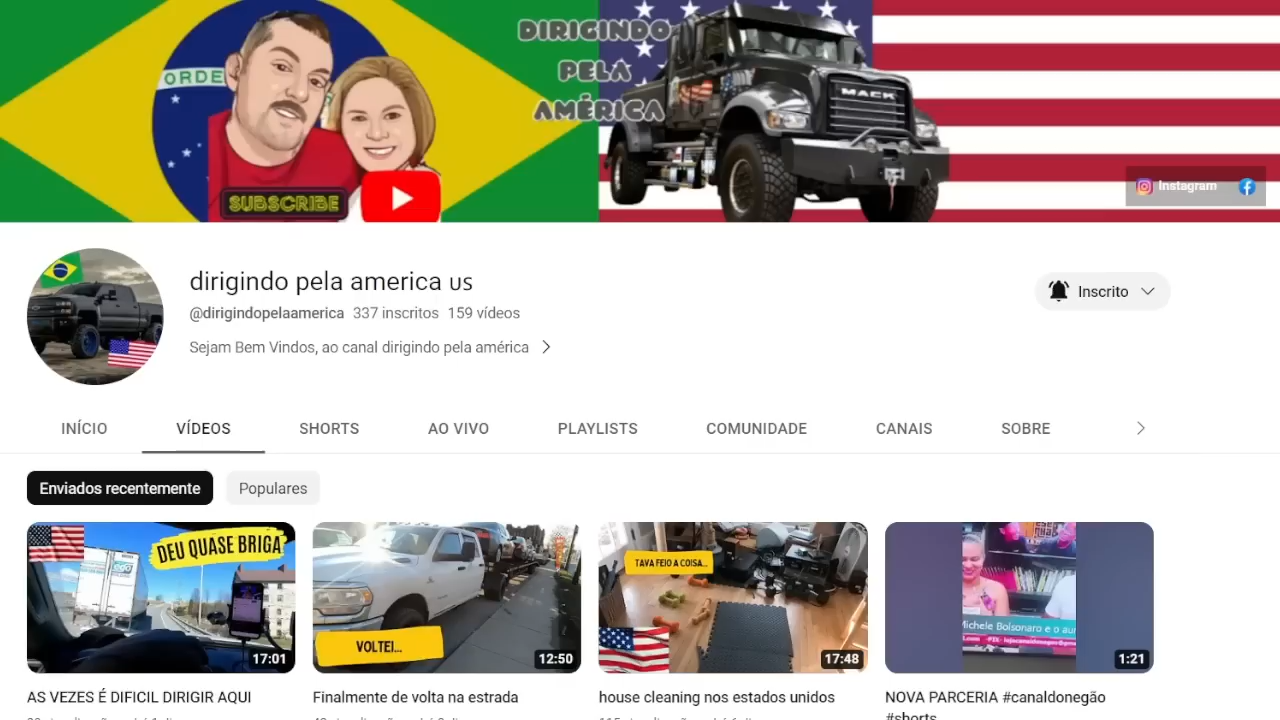 DIRIGINDO
PELA
AMÉRICA
ORDE
MACK
SUBSCRIBE
Instagram
dirigindo pela america us
@dirigindopelaamerica 337 inscritos 159 vídeos
Sejam Bem Vindos, ao canal dirigindo pela américa
Inscrito
INÍCIO VÍDEOS SHORTS AO VIVO PLAYLISTS COMUNIDADE CANAIS SOBRE
Enviados recentemente Populares
DEU QUASE BRIGA
17:01
VOLTEI...
12:50
TAVA FEIO A COISA...
17:48
Michele Bolsonaro é o
1:21
AS VEZES É DIFICIL DIRIGIR AQUI
Finalmente de volta na estrada
house cleaning nos estados unidos
NOVA PARCERIA #canaldonegão
#shorts